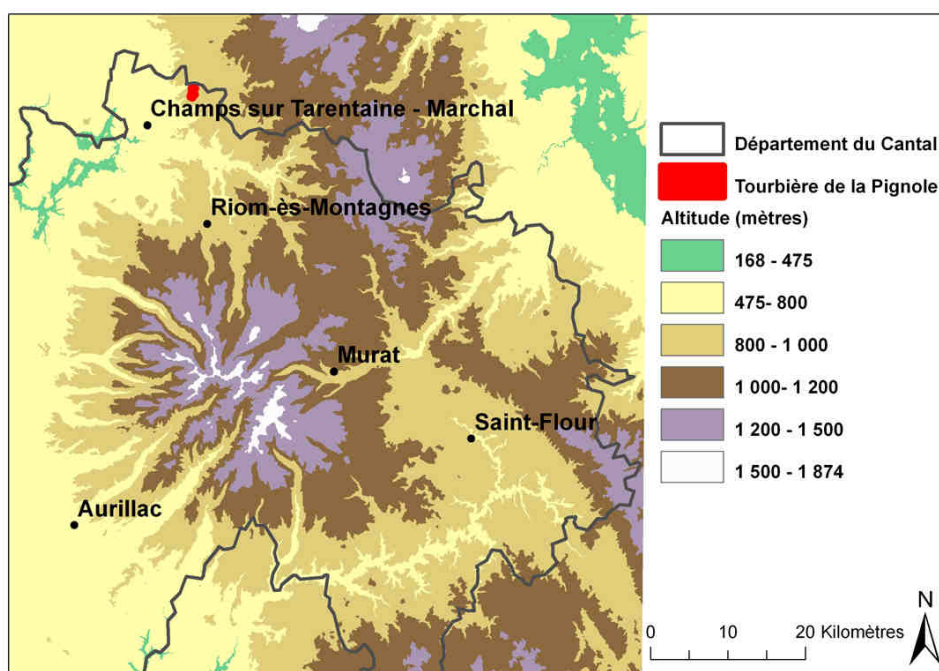 Champs sur Tarentaine - Marchal
Riom-ès-Montagnes
Murat
Saint-Flour
Aurillac
Département du Cantal
Tourbière de la Pignole
Altitude (mètres)
168 - 475
475- 800
800 - 1 000
1 000- 1 200
1 200 - 1 500
1 500 - 1 874
N
0 10 20 Kilomètres